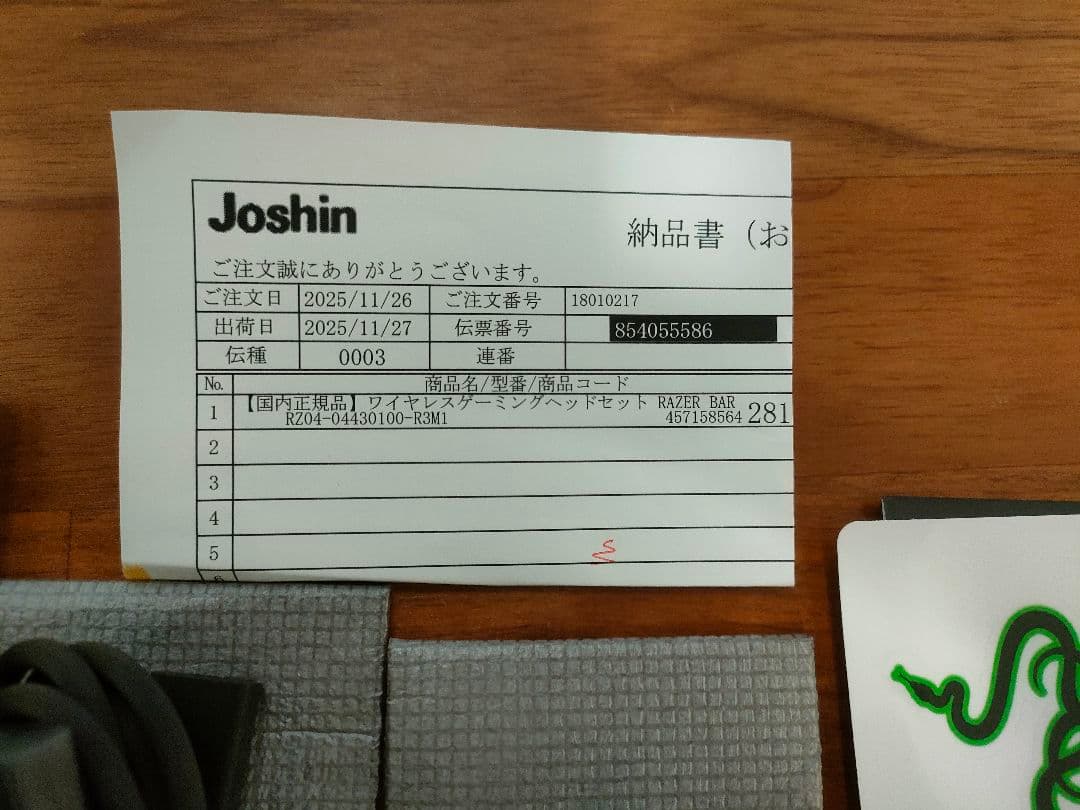 Joshin
納品書（お
ご注文誠にありがとうございます。
ご注文日 2025/11/26 ご注文番号 18010217
出荷日 2025/11/27 伝票番号 854055586
伝種 0003 連番
No. 商品名/型番/商品コード
1 【国内正規品】ワイヤレスゲーミングヘッドセット RAZER BAR
RZ04-04430100-R3M1 457158564 281
2
3
4
5
6